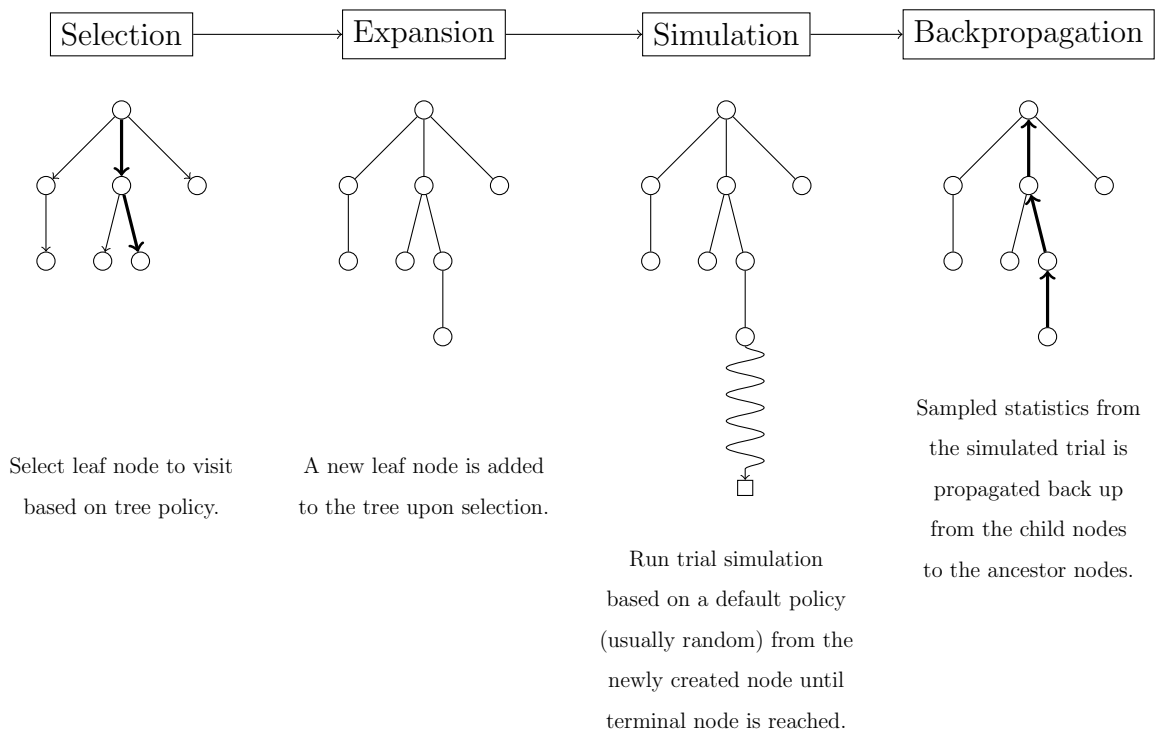 Selection
Expansion
Simulation
Backpropagation
Select leaf node to visit
based on tree policy.
A new leaf node is added
to the tree upon selection.
Run trial simulation
based on a default policy
(usually random) from the
newly created node until
terminal node is reached.
Sampled statistics from
the simulated trial is
propagated back up
from the child nodes
to the ancestor nodes.